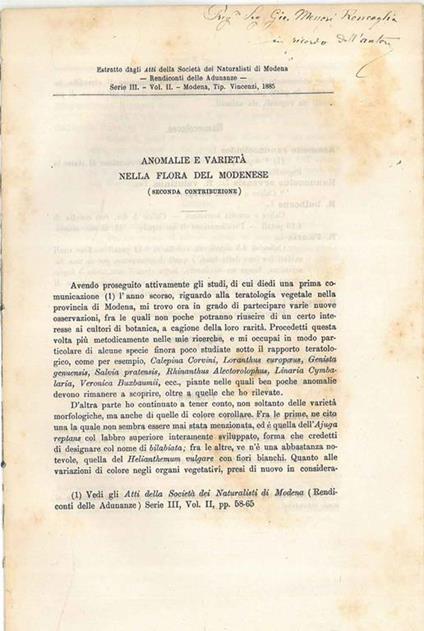 Preg. Sig. Gio. Menori Roncaglia
in ricordo dell'autore
Estratto dagli Atti della Società dei Naturalisti di Modena
— Rendiconti delle Adunanze —
Serie III. - Vol. II. - Modena, Tip. Vincenzi, 1885
ANOMALIE E VARIETÀ
NELLA FLORA DEL MODENESE
(SECONDA CONTRIBUZIONE)
Avendo proseguito attivamente gli studi, di cui diedi una prima co-
municazione (1) l'anno scorso, riguardo alla teratologia vegetale nella
provincia di Modena, mi trovo ora in grado di partecipare varie nuove
osservazioni, fra le quali non poche potranno riuscire di un certo inte-
resse ai cultori di botanica, a cagione della loro rarità. Procedetti questa
volta più metodicamente nelle mie ricerche, e mi occupai in modo par-
ticolare di alcune specie finora poco studiate sotto il rapporto teratolo-
gico, come per esempio, Calepina Corvini, Loranthus europæus, Genista
genuensis, Salvia pratensis, Rhinanthus Alectorolophus, Linaria Cymba-
laria, Veronica Buxbaumii, ecc., piante nelle quali ben poche anomalie
devono rimanere a scoprire, oltre a quelle che ho rilevate.
D'altra parte ho continuato a tener conto, non soltanto delle varietà
morfologiche, ma anche di quelle di colore corollare. Fra le prime, ne cito
una la quale non sembra essere mai stata menzionata, ed é quella dell'Ajuga
reptans col labbro superiore interamente sviluppato, forma che credetti
di designare col nome di bilabiata; fra le altre, ve n'è una abbastanza no-
tevole, quella del Helianthemum vulgare con fiori bianchi. Quanto alle
variazioni di colore negli organi vegetativi, presi di nuovo in considera-
(1) Vedi gli Atti della Società dei Naturalisti di Modena (Rendi-
conti delle Adunanze) Serie III, Vol. II, pp. 58-65